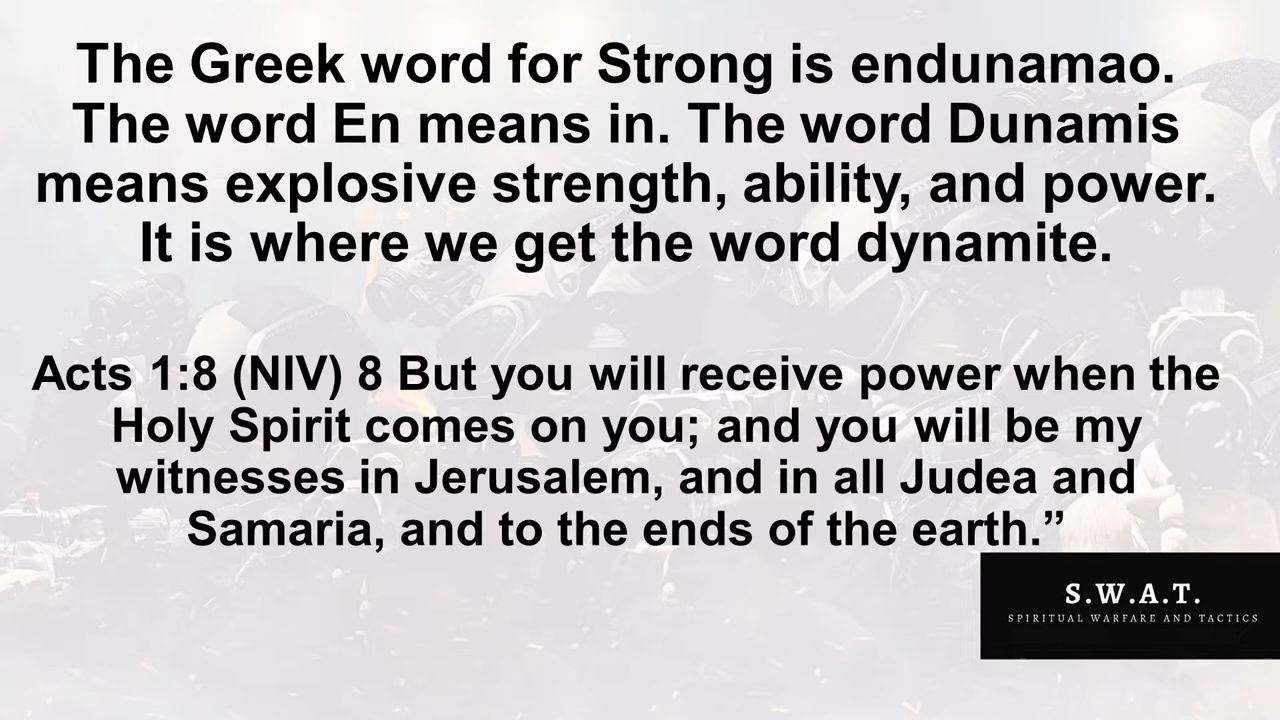 The Greek word for Strong is endunamao.
The word En means in. The word Dunamis
means explosive strength, ability, and power.
It is where we get the word dynamite.
Acts 1:8 (NIV) 8 But you will receive power when the
Holy Spirit comes on you; and you will be my
witnesses in Jerusalem, and in all Judea and
Samaria, and to the ends of the earth.”
S.W.A.T.
SPIRITUAL WARFARE AND TACTICS